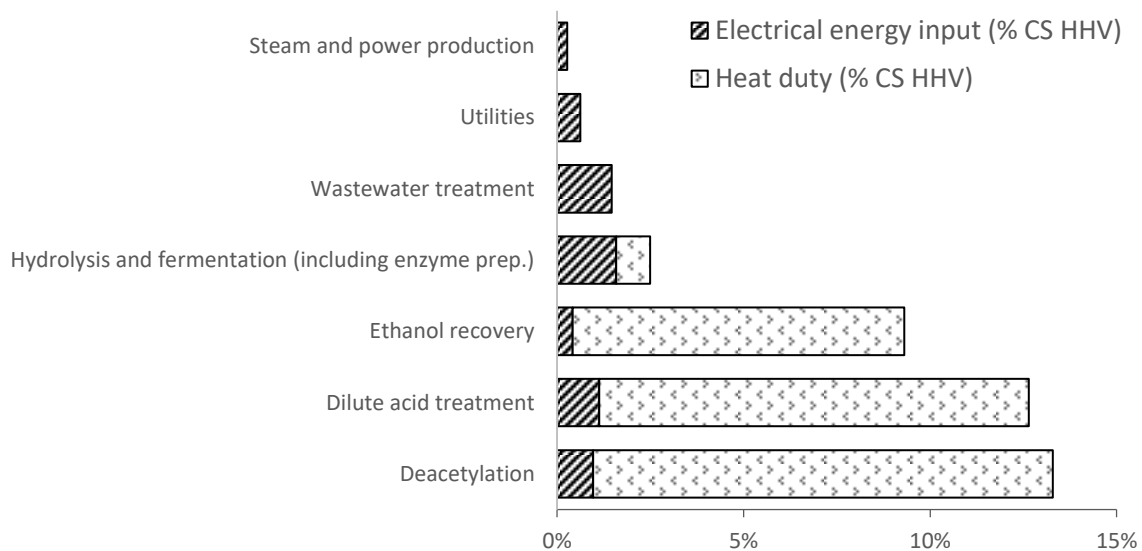 Electrical energy input (% CS HHV)
Heat duty (% CS HHV)
Steam and power production
Utilities
Wastewater treatment
Hydrolysis and fermentation (including enzyme prep.)
Ethanol recovery
Dilute acid treatment
Deacetylation
0%
5%
10%
15%